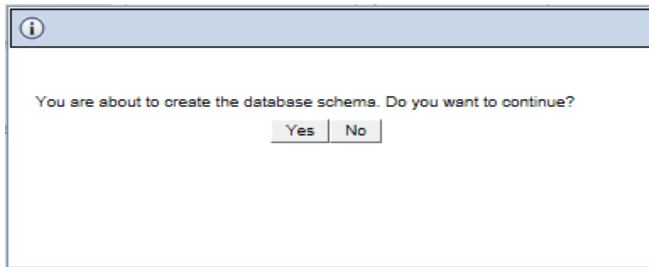 You are about to create the database schema. Do you want to continue?
Yes No